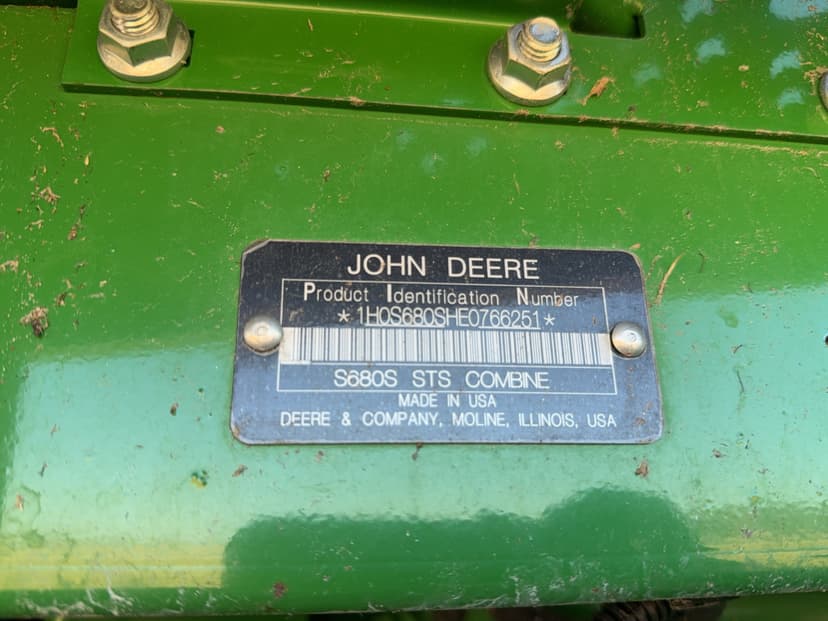 JOHN DEERE
Product Identification Number
*1H0S680SHE0766251*
S680S STS COMBINE
MADE IN USA
DEERE & COMPANY, MOLINE, ILLINOIS, USA